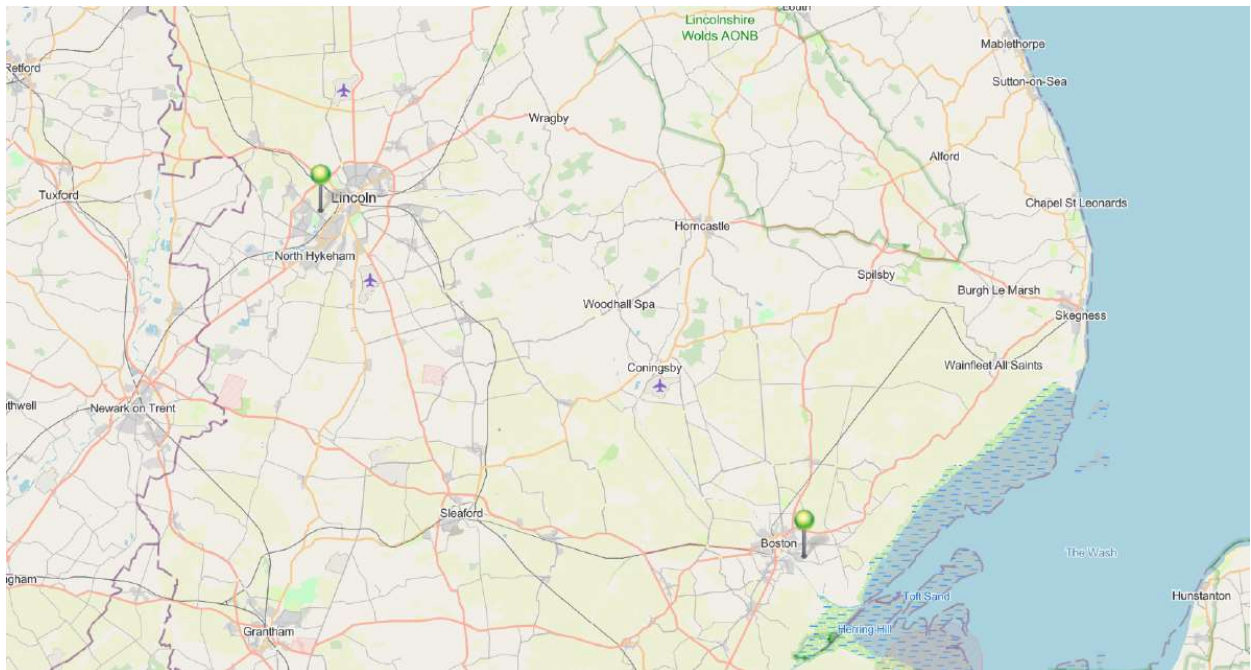 Louth
Lincolnshire
Wolds AONB
Mablethorpe
Retford
Sutton-on-Sea
Wragby
Alford
Tuxford
Lincoln
Chapel St Leonards
Horncastle
North Hykeham
Spilsby
Burgh Le Marsh
Woodhall Spa
Skegness
Coningsby
Wainfleet All Saints
thwell
Newark on Trent
Sleaford
Boston
The Wash
ngham
Toft Sand
Hunstanton
Herring Hill
Grantham